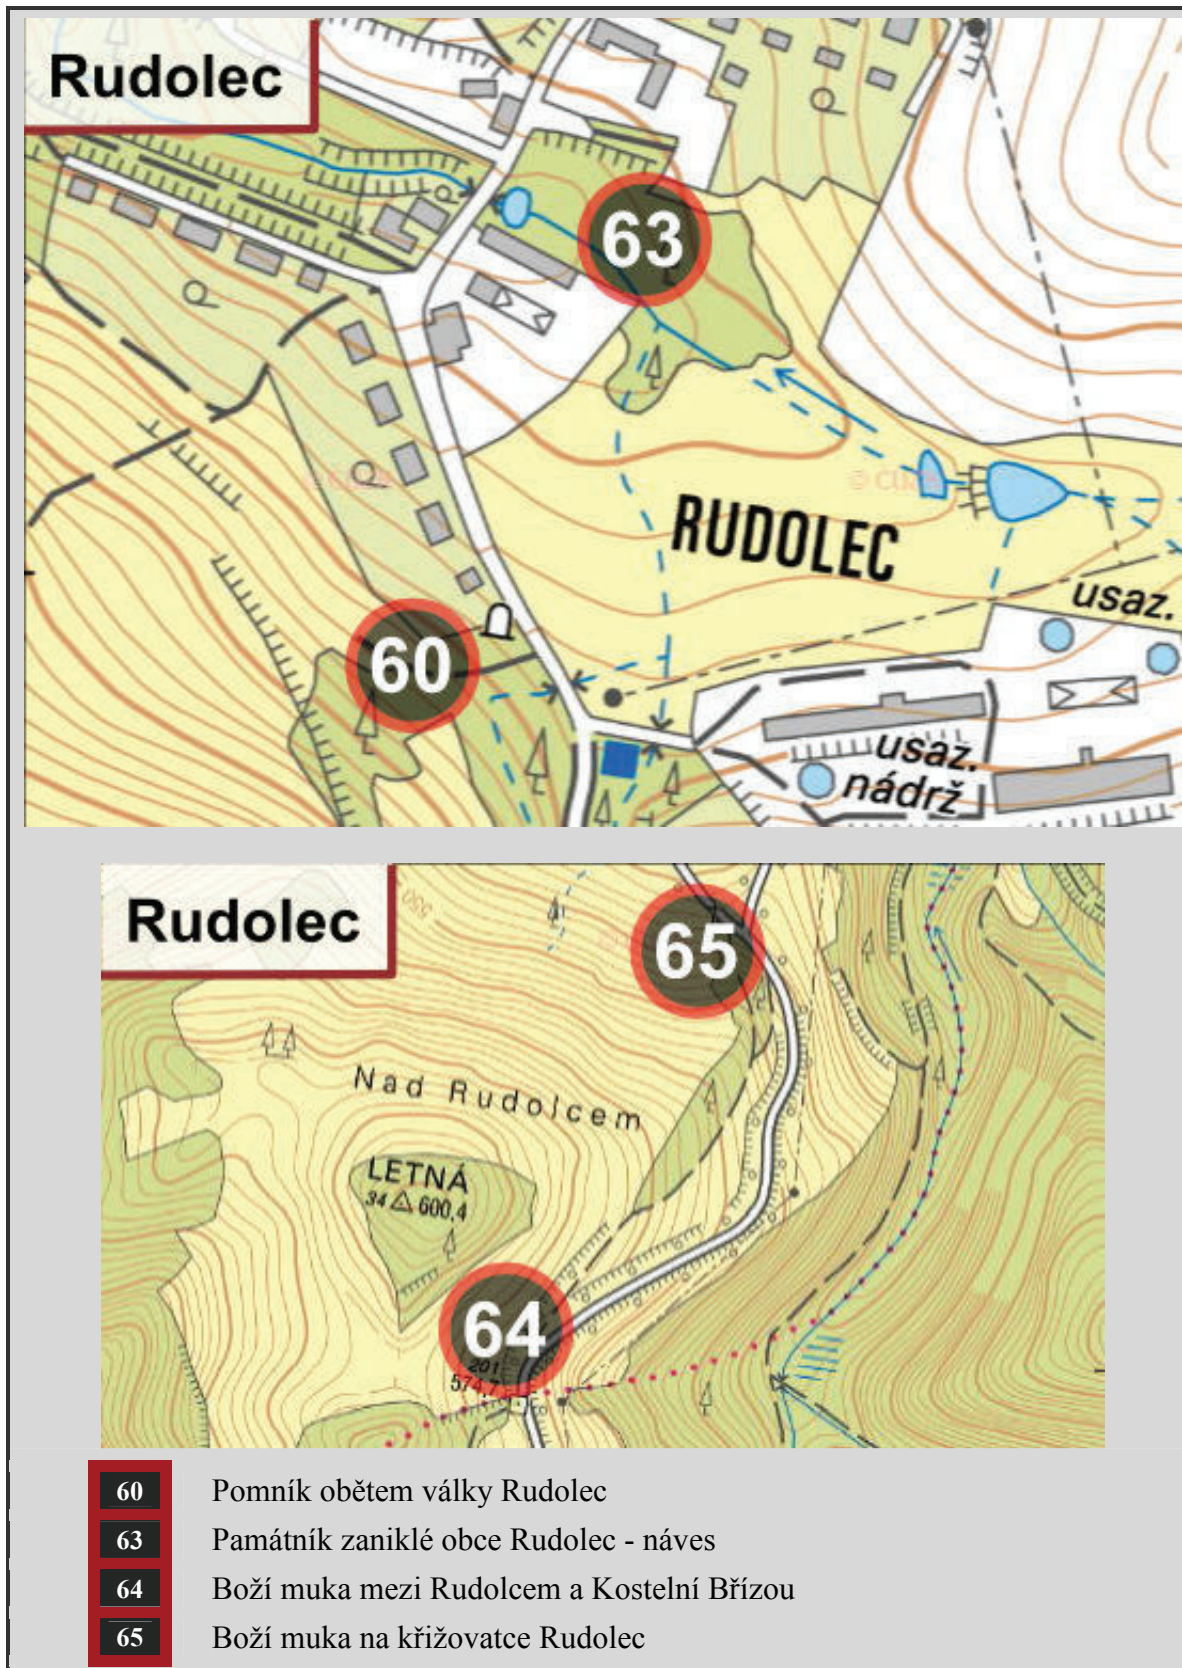 Rudolec
63
© CÚZK
RUDOLEC
usaz.
60
usaz.
nádrž
Rudolec
550
65
Nad Rudolcem
LETNÁ
34 600,4
64
201
574,7
60 Pomník obětem války Rudolec
63 Památník zaniklé obce Rudolec - náves
64 Boží muka mezi Rudolcem a Kostelní Břízou
65 Boží muka na křižovatce Rudolec